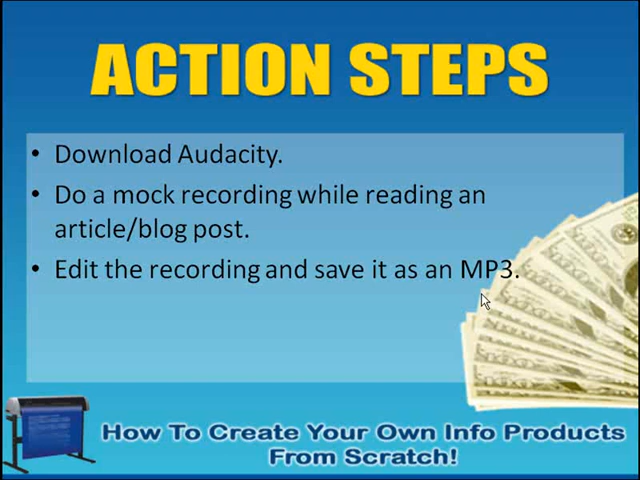 ACTION STEPS
• Download Audacity.
• Do a mock recording while reading an
article/blog post.
• Edit the recording and save it as an MP3.
How To Create Your Own Info Products
From Scratch!